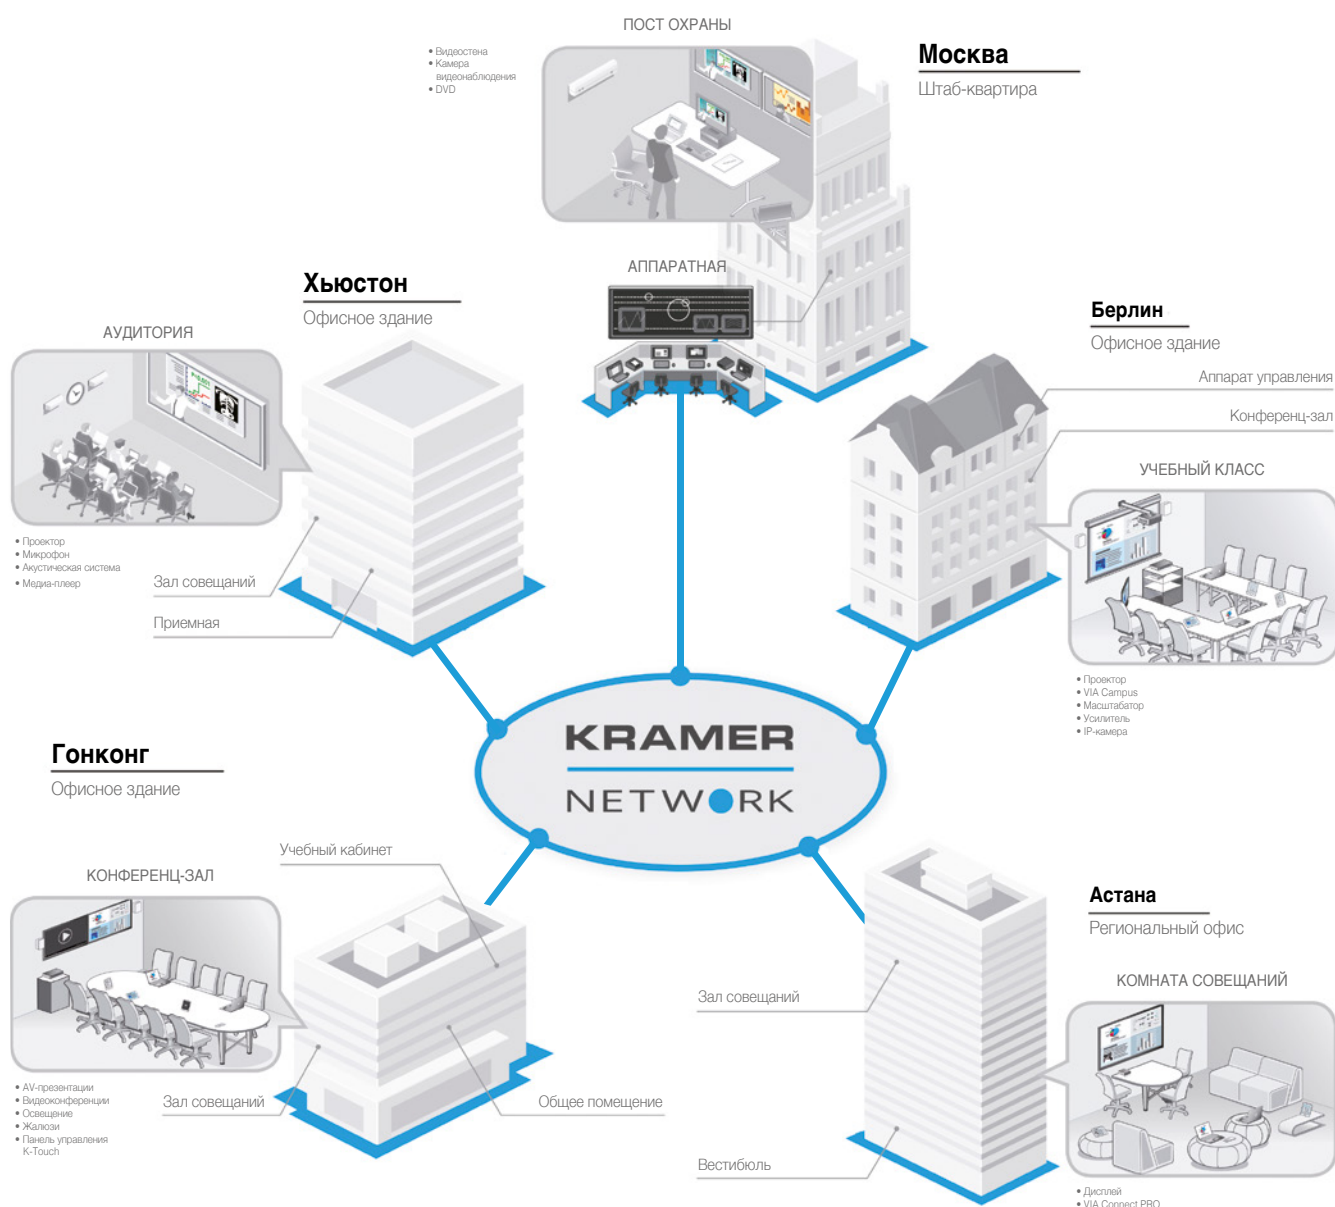 ПОСТ ОХРАНЫ
• Видеостена
• Камера
видеонаблюдения
• DVD
Москва
Штаб-квартира
АППАРАТНАЯ
Хьюстон
Офисное здание
АУДИТОРИЯ
• Проектор
• Микрофон
• Акустическая система
• Медиа-плеер
Зал совещаний
Приемная
Берлин
Офисное здание
Аппарат управления
Конференц-зал
УЧЕБНЫЙ КЛАСС
• Проектор
• VIA Campus
• Масштабатор
• Усилитель
• IP-камера
KRAMER
NETWORK
Гонконг
Офисное здание
Учебный кабинет
КОНФЕРЕНЦ-ЗАЛ
• AV-презентации
• Видеоконференции
• Освещение
• Жалюзи
• Панель управления
K-Touch
Зал совещаний
Общее помещение
Астана
Региональный офис
Зал совещаний
КОМНАТА СОВЕЩАНИЙ
Вестибюль
• Дисплей
• VIA Connect PRO